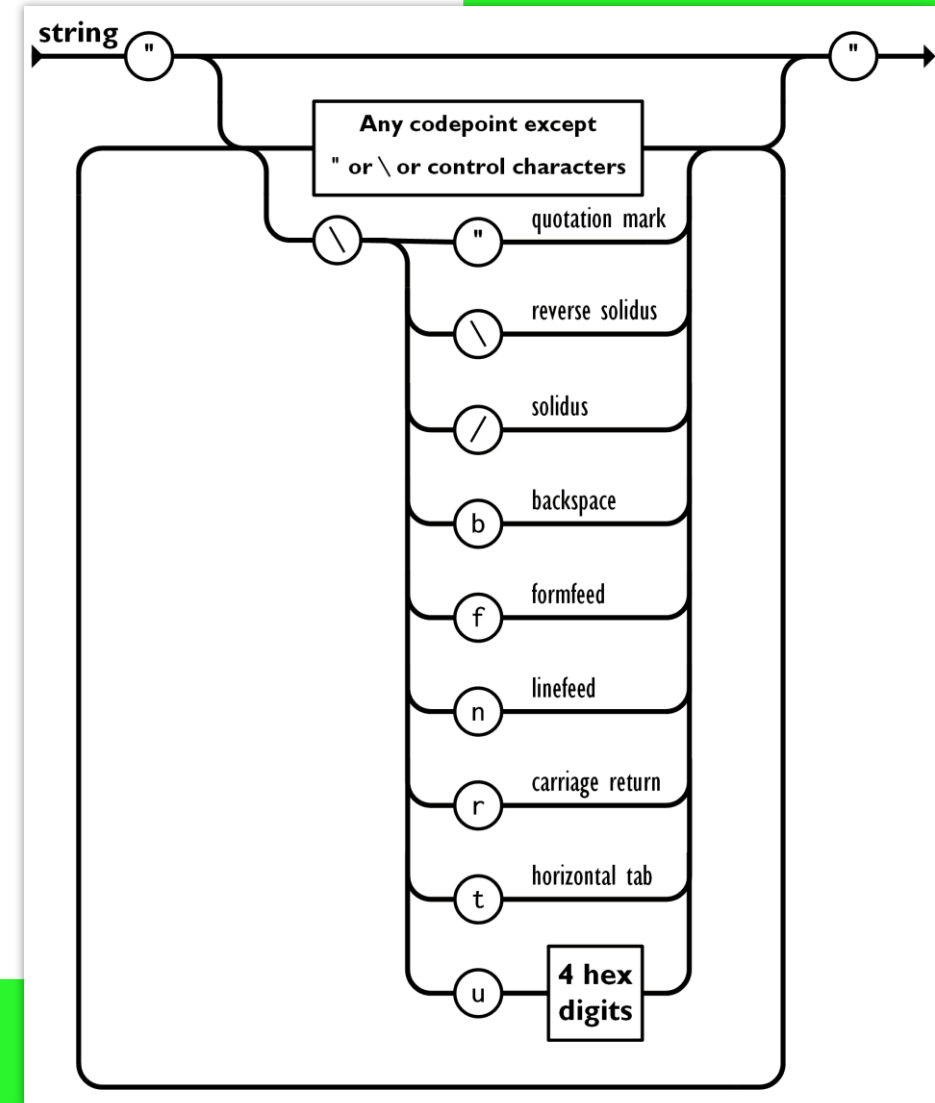 string
" "
Any codepoint except
" or \ or control characters
\
" quotation mark
\ reverse solidus
/ solidus
b backspace
f formfeed
n linefeed
r carriage return
t horizontal tab
u 4 hex
digits